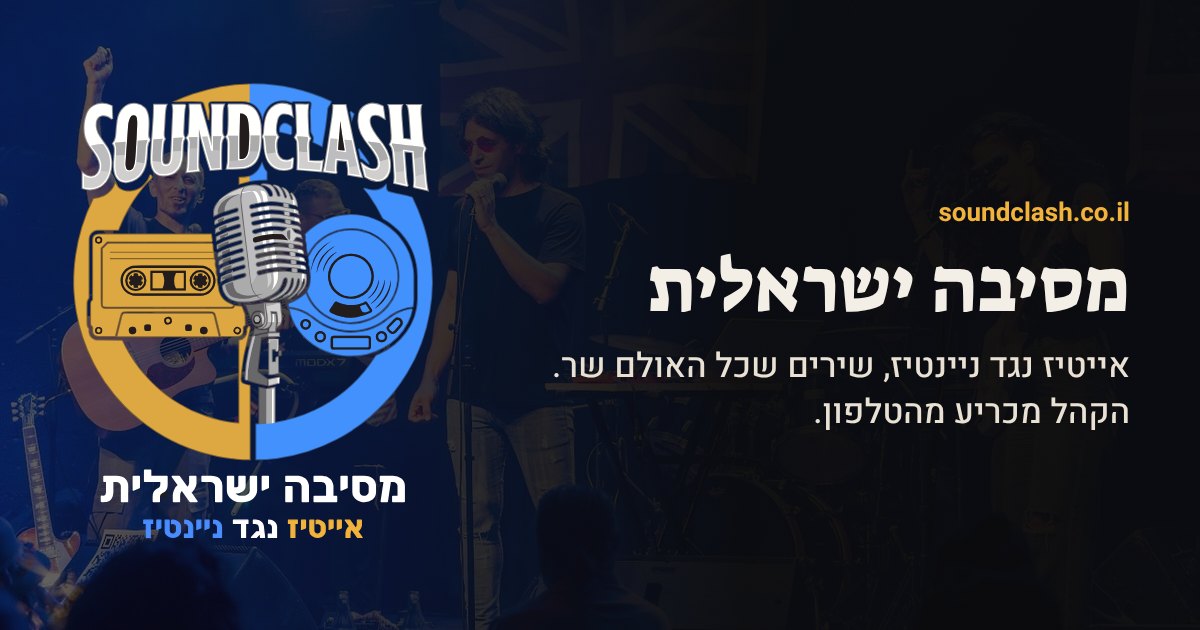 SOUNDCLASH
מסיבה ישראלית
אייטיז נגד ניינטיז
soundclash.co.il
מסיבה ישראלית
אייטיז נגד ניינטיז, שירים שכל האולם שר.
הקהל מכריע מהטלפון.
MODX7